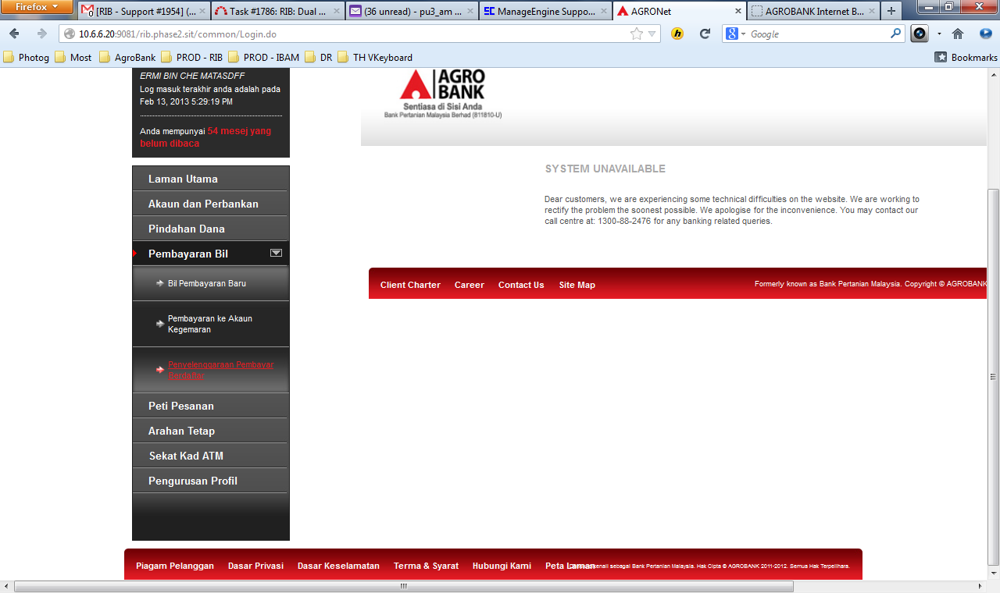 Firefox
[RIB - Support #1954] (...
Task #1786: RIB: Dual ...
(36 unread) - pu3_am ...
ManageEngine Suppo...
AGRONet
AGROBANK Internet B...
10.6.6.20:9081/rib.phase2.sit/common/Login.do
Google
Photog
Most
AgroBank
PROD - RIB
PROD - IBAM
DR
TH VKeyboard
Bookmarks
ERMI BIN CHE MATASDFF
Log masuk terakhir anda adalah pada
Feb 13, 2013 5:29:19 PM
Anda mempunyai 54 mesej yang
belum dibaca
Laman Utama
Akaun dan Perbankan
Pindahan Dana
Pembayaran Bil
Bil Pembayaran Baru
Pembayaran ke Akaun
Kegemaran
Penyelenggaraan Pembayar
Berdaftar
Peti Pesanan
Arahan Tetap
Sekat Kad ATM
Pengurusan Profil
AGRO
BANK
Sentiasa di Sisi Anda
Bank Pertanian Malaysia Berhad (811810-U)
SYSTEM UNAVAILABLE
Dear customers, we are experiencing some technical difficulties on the website. We are working to
rectify the problem the soonest possible. We apologise for the inconvenience. You may contact our
call centre at: 1300-88-2476 for any banking related queries.
Client Charter
Career
Contact Us
Site Map
Formerly known as Bank Pertanian Malaysia. Copyright © AGROBANK
Piagam Pelanggan
Dasar Privasi
Dasar Keselamatan
Terma & Syarat
Hubungi Kami
Peta Laman
sebagai Bank Pertanian Malaysia. Hak Cipta © AGROBANK 2011-2012. Semua Hak Terpelihara.